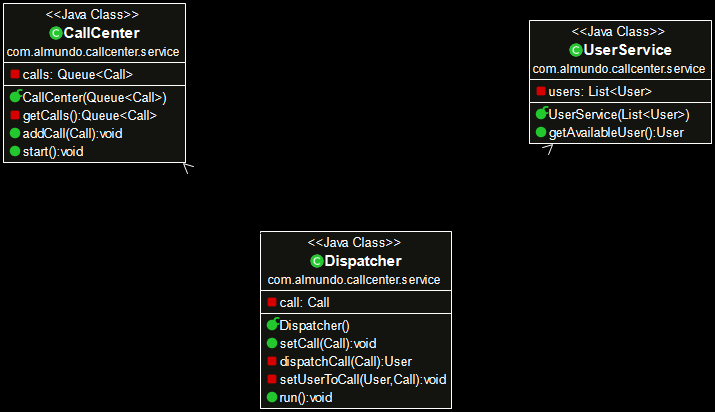 <<Java Class>>
CallCenter
com.almundo.callcenter.service
calls: Queue<Call>
CallCenter(Queue<Call>)
getCalls():Queue<Call>
addCall(Call):void
start():void
<<Java Class>>
UserService
com.almundo.callcenter.service
users: List<User>
UserService(List<User>)
getAvailableUser():User
<<Java Class>>
Dispatcher
com.almundo.callcenter.service
call: Call
Dispatcher()
setCall(Call):void
dispatchCall(Call):User
setUserToCall(User,Call):void
run():void